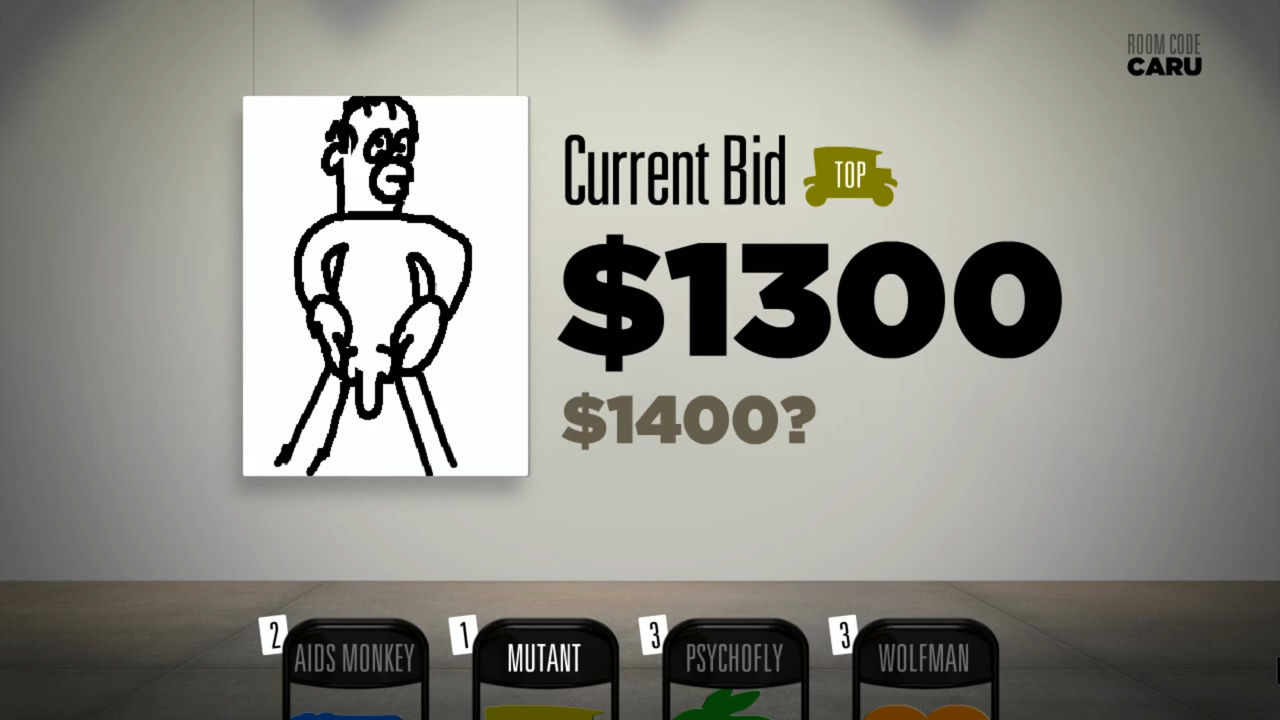 ROOM CODE
CARU
Current Bid TOP
$1300
$1400?
2 AIDS MONKEY 1 MUTANT 3 PSYCHOFLY 3 WOLFMAN